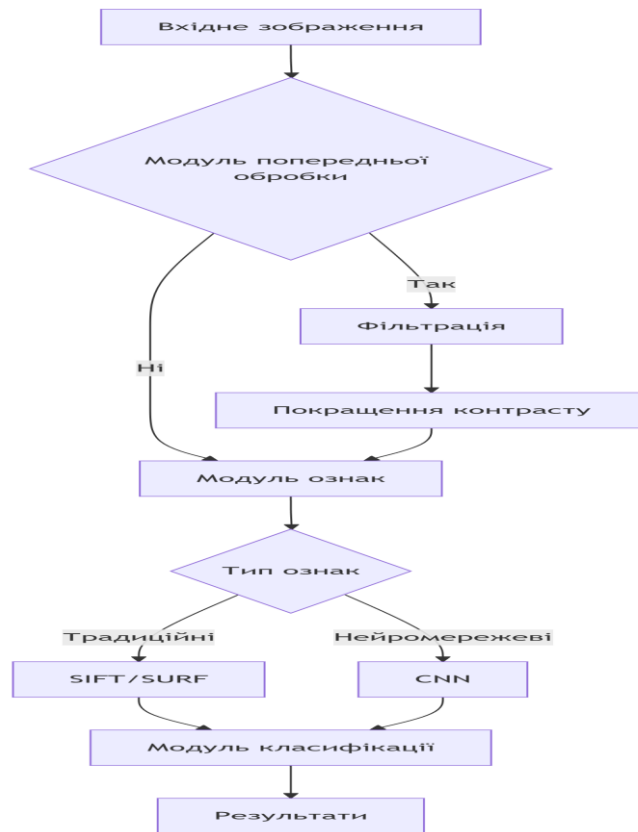 Вхідне зображення
Модуль попередньої
обробки
Так
Фільтрація
Ні
Покращення контрасту
Модуль ознак
Тип ознак
Традиційні
Нейромережеві
SIFT/SURF
CNN
Модуль класифікації
Результати